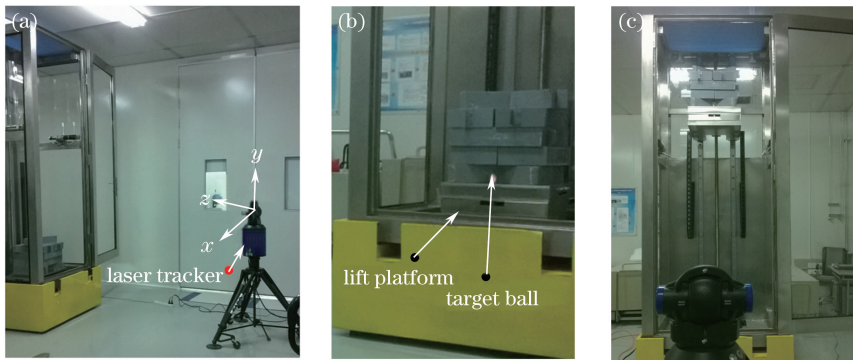 (a)
y
z
x
laser tracker
(b)
lift platform
target ball
(c)